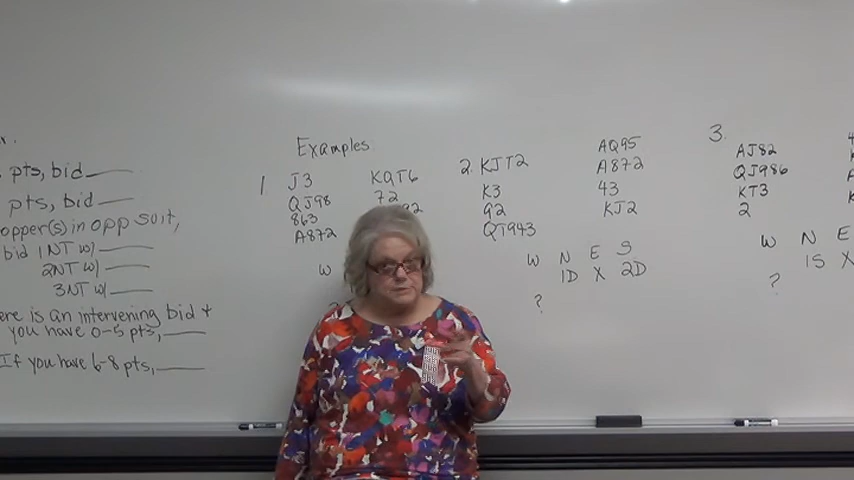 pts, bid
pts, bid
opper(s) in opp suit,
bid 1NT w/
2NT w/
3NT w/
ere is an intervening bid +
you have 0-5 pts,
If you have 6-8 pts,
Examples
1. J3
QJ98
863
A872
KQT6
72
W
2. KJT2
K3
92
QT943
AQ95
A872
43
KJ2
W N E S
1D X 2D
?
3.
AJ82
QJ986
KT3
2
W N E
1S X
?